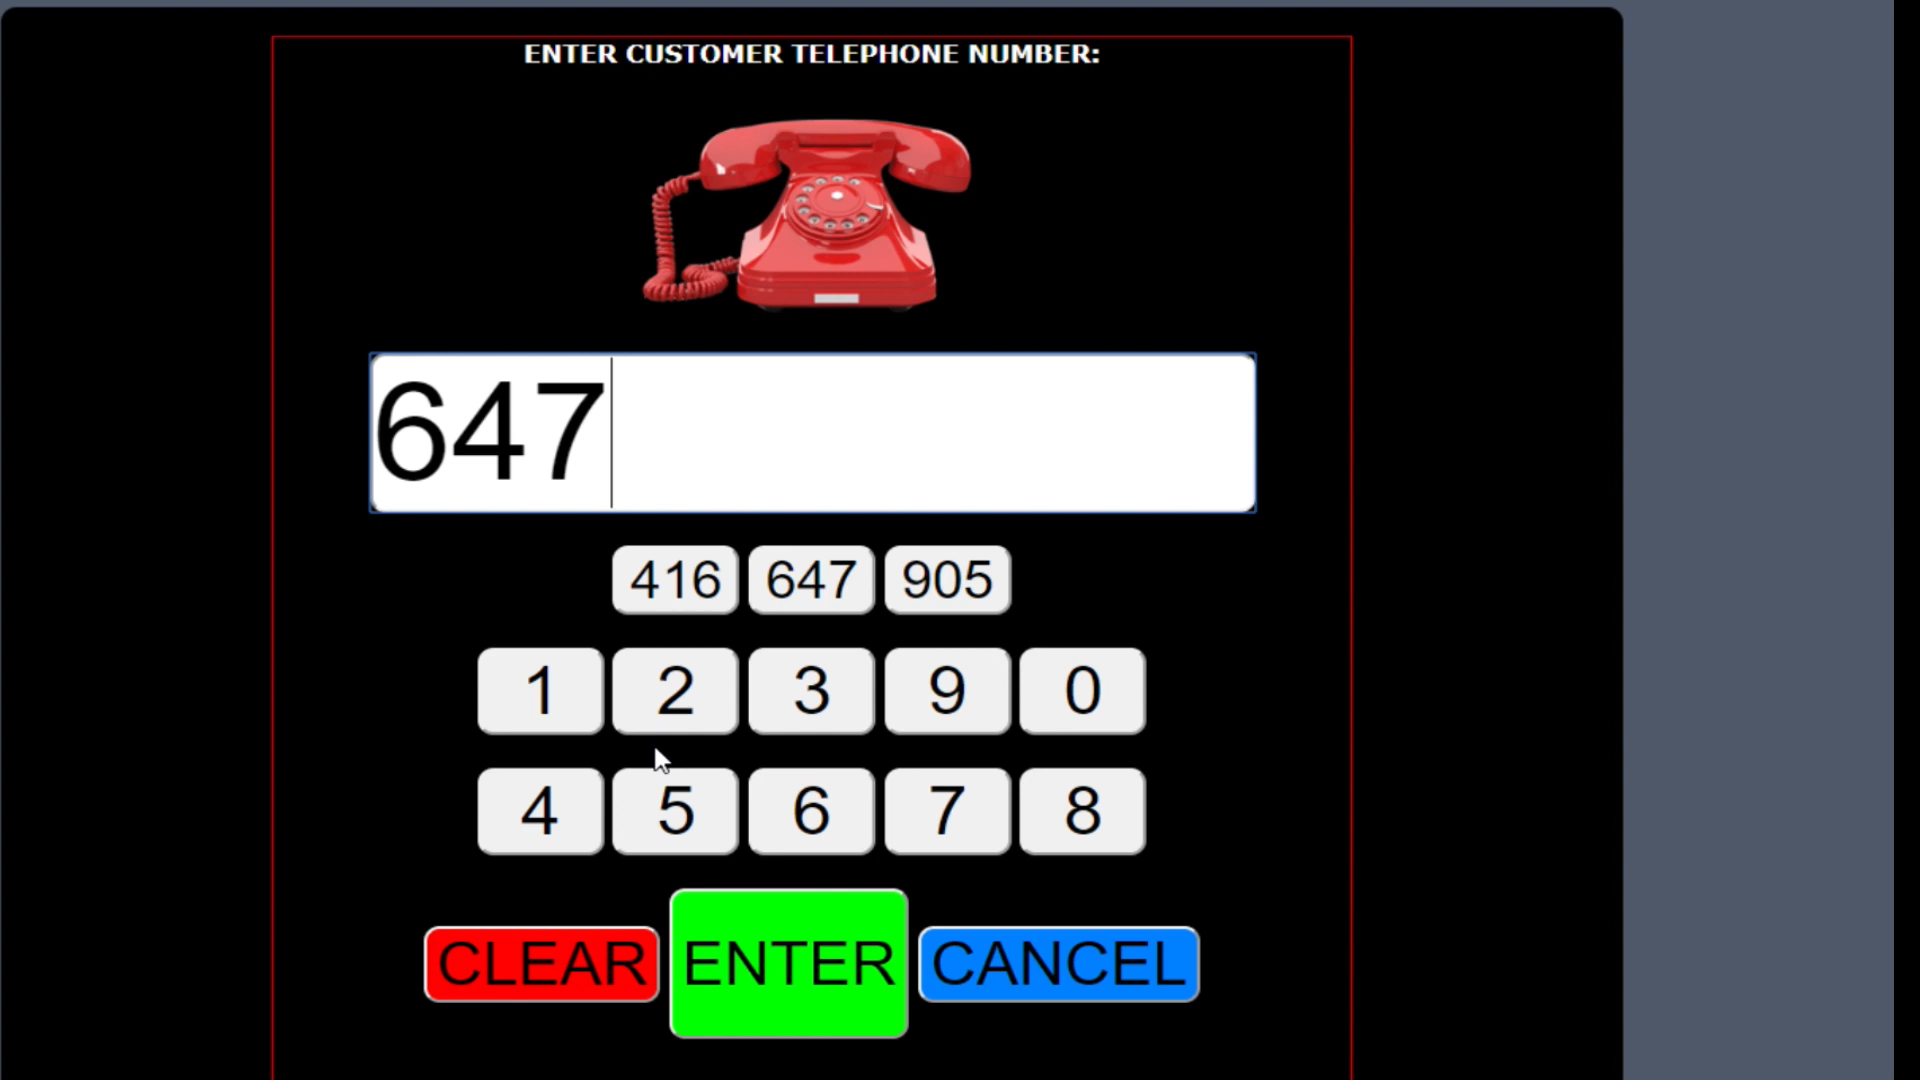 ENTER CUSTOMER TELEPHONE NUMBER:
647
416 647 905
1 2 3 9 0
4 5 6 7 8
CLEAR ENTER CANCEL